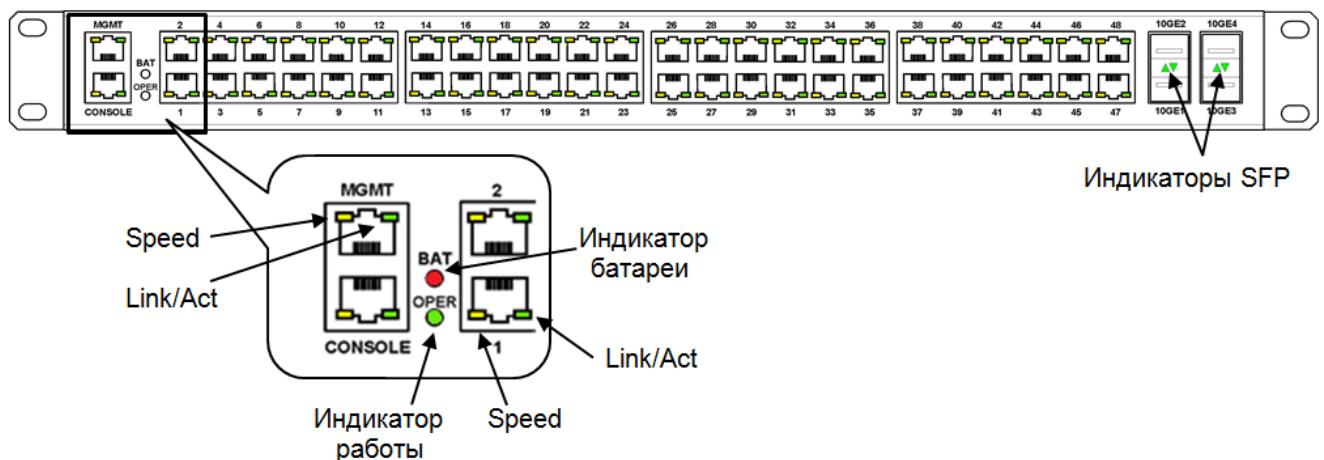 MGMT 2 4 6 8 10 12 14 16 18 20 22 24 26 28 30 32 34 36 38 40 42 44 46 48 10GE2 10GE4
BAT
OPER
CONSOLE 1 3 5 7 9 11 13 15 17 19 21 23 25 27 29 31 33 35 37 39 41 43 45 47 10GE1 10GE3
Индикаторы SFP
MGMT 2
Speed
Индикатор
батареи
BAT
Link/Act
OPER
CONSOLE 1
Link/Act
Индикатор
работы
Speed